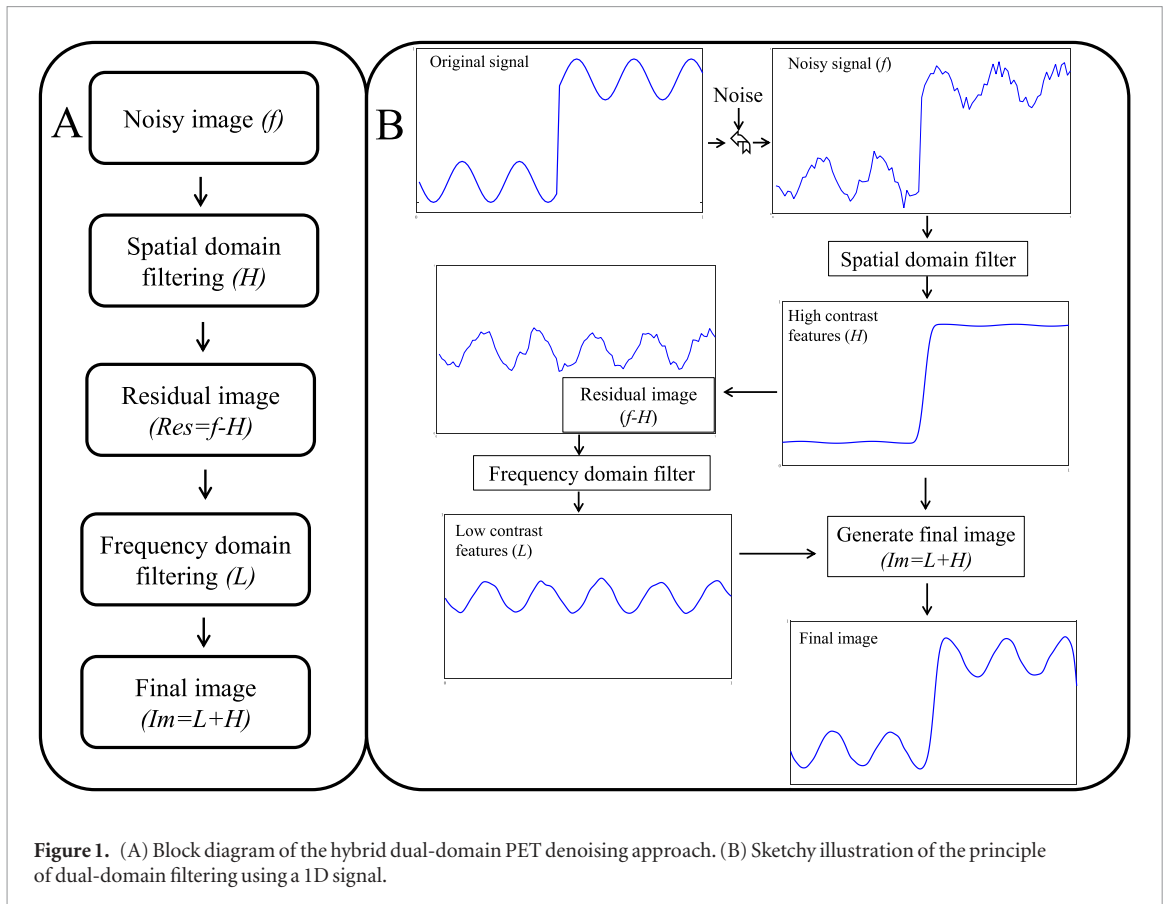 A
Noisy image (f)
Spatial domain
filtering (H)
Residual image
(Res=f-H)
Frequency domain
filtering (L)
Final image
(Im=L+H)
B
Original signal
Noise
Noisy signal (f)
Spatial domain filter
High contrast
features (H)
Residual image
(f-H)
Frequency domain filter
Low contrast
features (L)
Generate final image
(Im=L+H)
Final image
Figure 1. (A) Block diagram of the hybrid dual-domain PET denoising approach. (B) Sketchy illustration of the principle
of dual-domain filtering using a 1D signal.